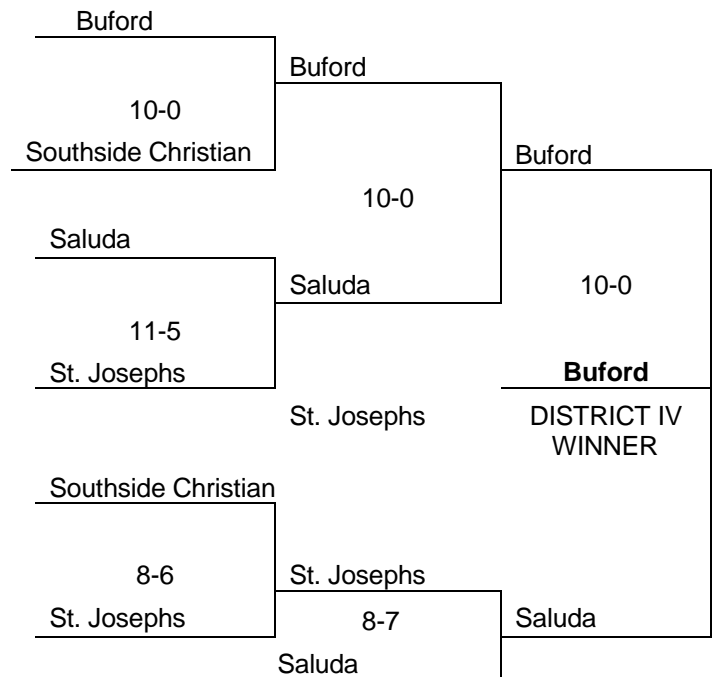 Buford
Buford
10-0
Southside Christian
Buford
10-0
Saluda
Saluda
10-0
11-5
St. Josephs
Buford
St. Josephs
DISTRICT IV
WINNER
Southside Christian
8-6
St. Josephs
St. Josephs
8-7
Saluda
Saluda